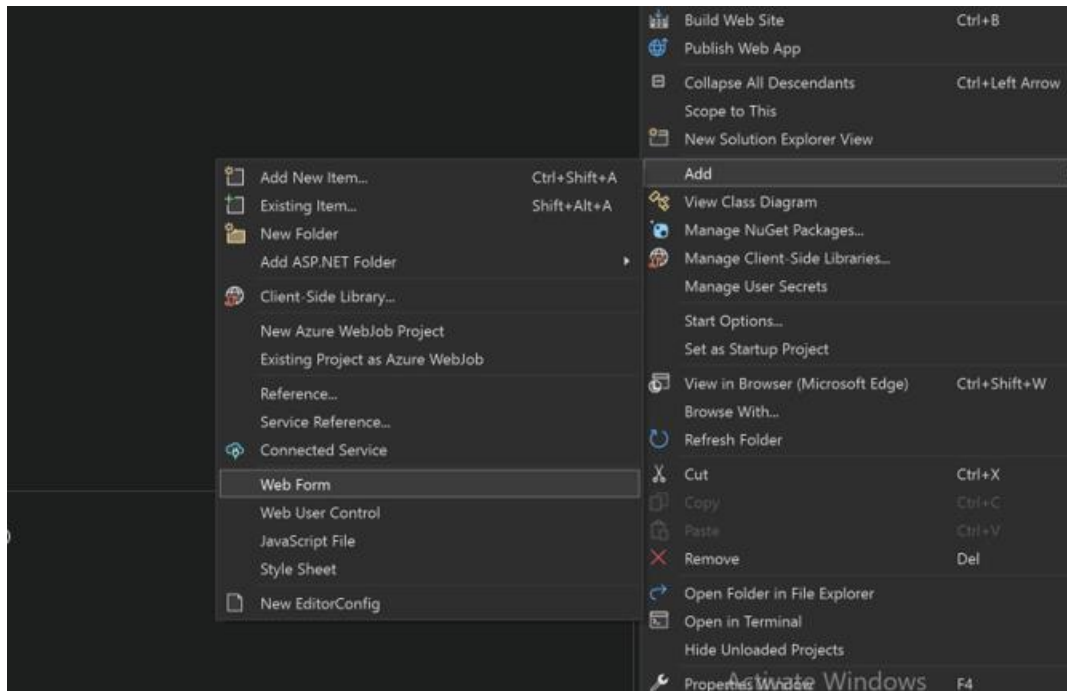 Build Web Site Ctrl+B
Publish Web App
Collapse All Descendants Ctrl+Left Arrow
Scope to This
New Solution Explorer View
Add
View Class Diagram
Manage NuGet Packages...
Manage Client-Side Libraries...
Manage User Secrets
Start Options...
Set as Startup Project
View in Browser (Microsoft Edge) Ctrl+Shift+W
Browse With...
Refresh Folder
Cut Ctrl+X
Copy Ctrl+C
Paste Ctrl+V
Remove Del
Open Folder in File Explorer
Open in Terminal
Hide Unloaded Projects
Properties Window F4
Activate Windows
Add New Item... Ctrl+Shift+A
Existing Item... Shift+Alt+A
New Folder
Add ASP.NET Folder
Client-Side Library...
New Azure WebJob Project
Existing Project as Azure WebJob
Reference...
Service Reference...
Connected Service
Web Form
Web User Control
JavaScript File
Style Sheet
New EditorConfig